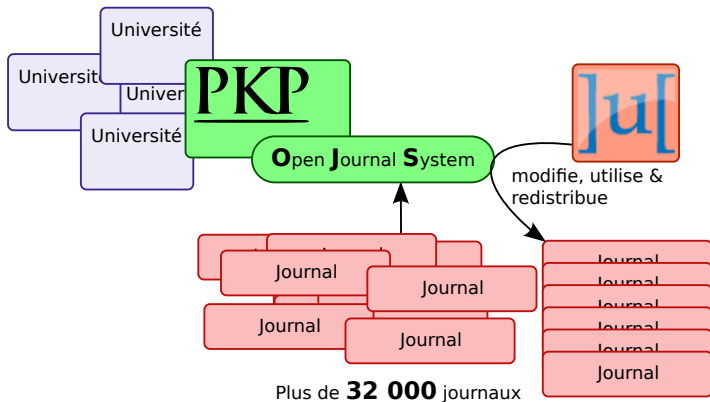 Université
Université
Univer
Université
PKP
Open Journal System
]u[
modifie, utilise &
redistribue
Journal
Journal
Journal
Journal
Journal
Journal
Journal
Journal
Journal
Journal
Plus de 32 000 journaux